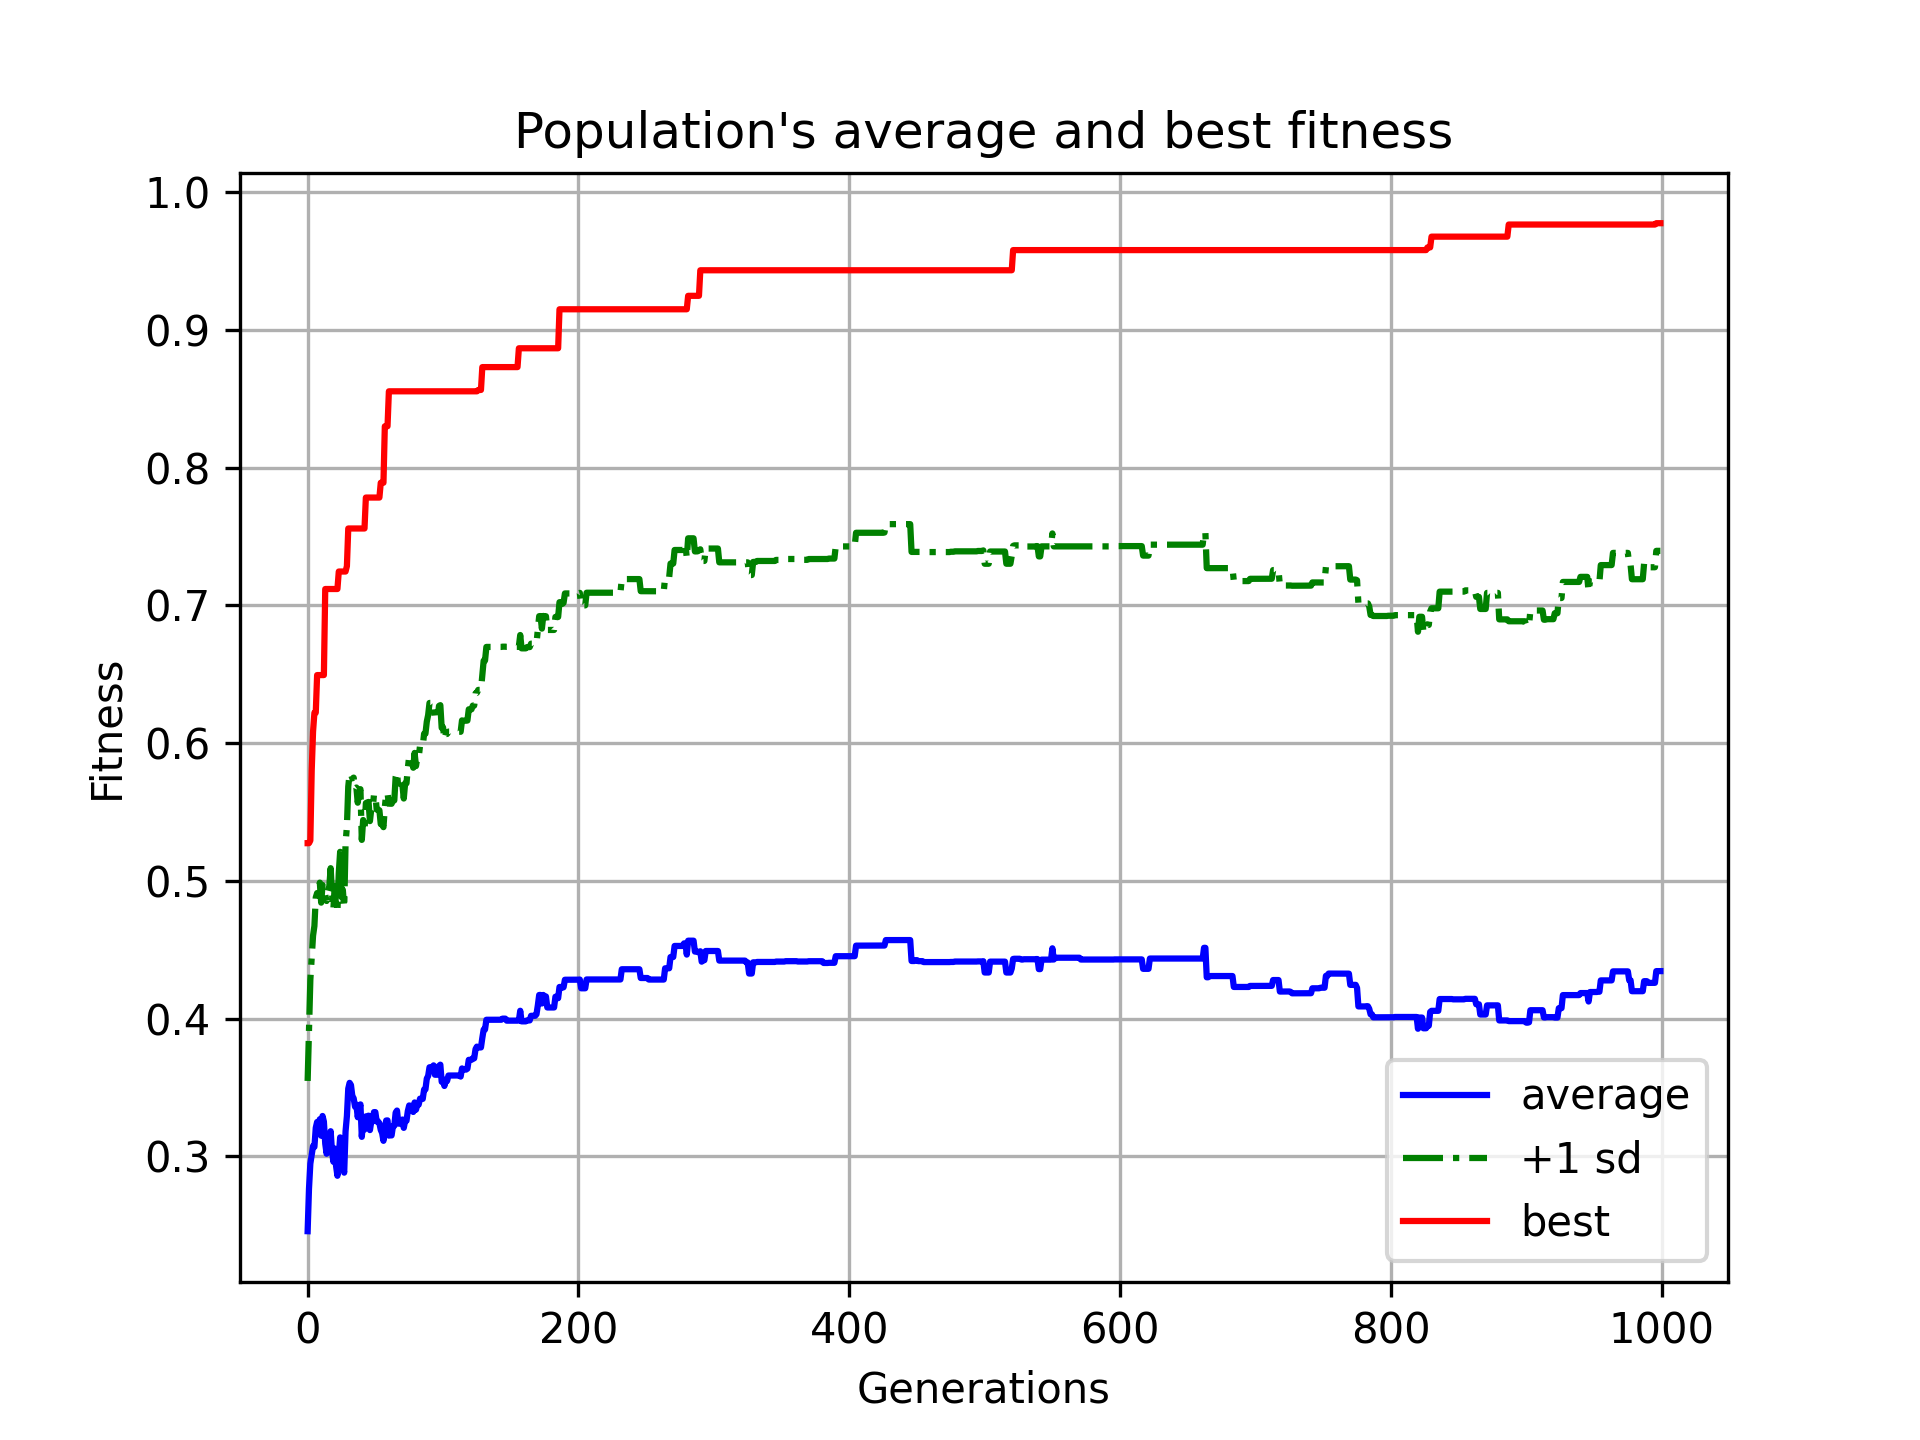 Population's average and best fitness
1.0
0.9
0.8
0.7
0.6
0.5
0.4
0.3
Fitness
0 200 400 600 800 1000
Generations
average
+1 sd
best